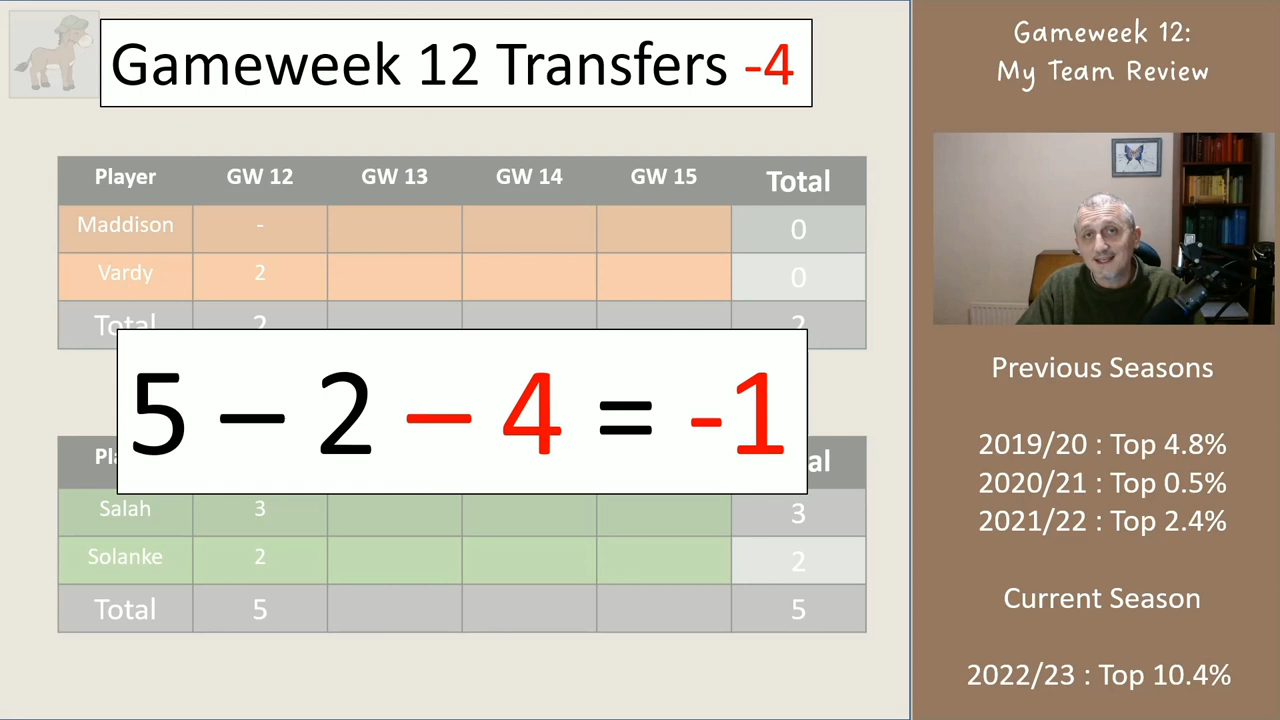 Gameweek 12 Transfers -4
Player GW 12 GW 13 GW 14 GW 15 Total
Maddison - 0
Vardy 2 0
Total 2 2
5 – 2 – 4 = -1
Salah 3 3
Solanke 2 2
Total 5 5
Gameweek 12:
My Team Review
Previous Seasons
2019/20 : Top 4.8%
2020/21 : Top 0.5%
2021/22 : Top 2.4%
Current Season
2022/23 : Top 10.4%